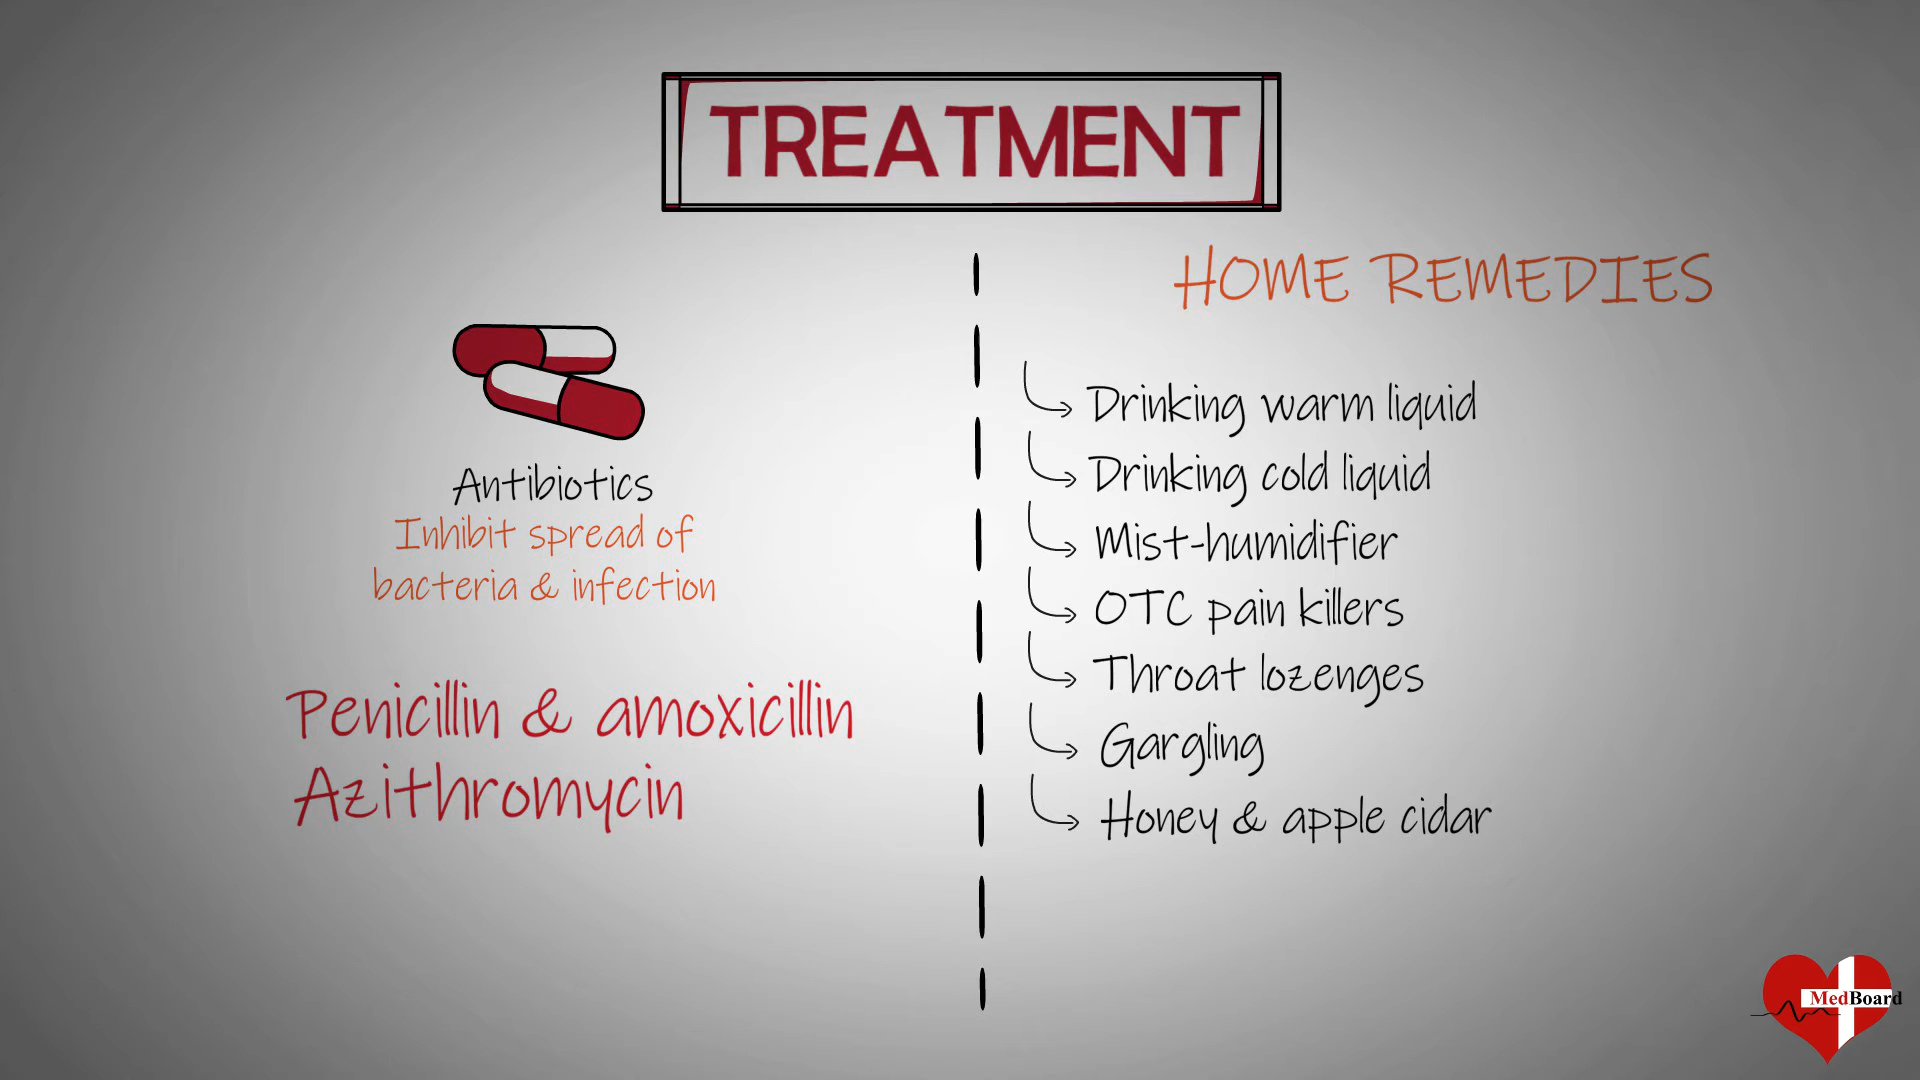 TREATMENT
Antibiotics
Inhibit spread of
bacteria & infection
Penicillin & amoxicillin
Azithromycin
HOME REMEDIES
Drinking warm liquid
Drinking cold liquid
Mist-humidifier
OTC pain killers
Throat lozenges
Gargling
Honey & apple cidar
MedBoard